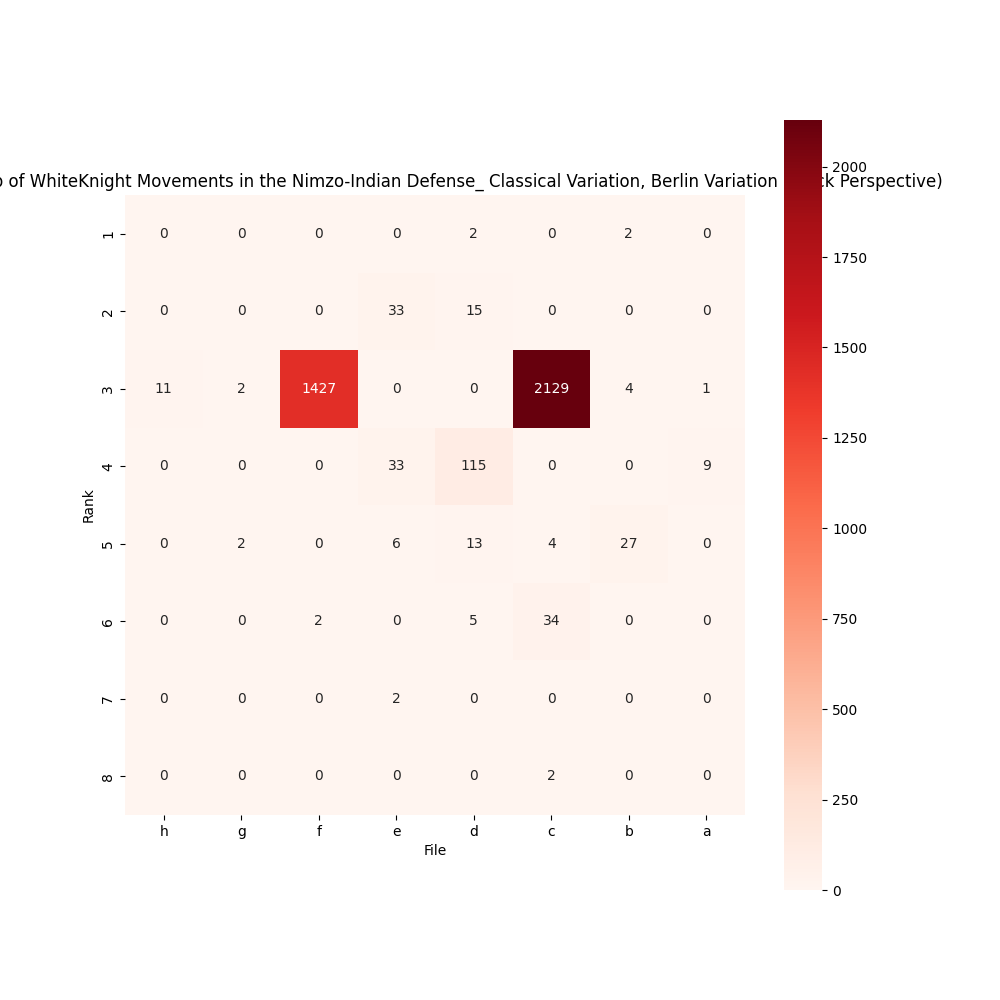 of WhiteKnight Movements in the Nimzo-Indian Defense_ Classical Variation, Berlin Variation Perspective)
2000
1 0 0 0 0 2 0 2 0
1750
2 0 0 0 33 15 0 0 0
1500
3 11 2 1427 0 0 2129 4 1
1250
4 0 0 0 33 115 0 0 9
Rank
1000
5 0 2 0 6 13 4 27 0
750
6 0 0 2 0 5 34 0 0
500
7 0 0 0 2 0 0 0 0
250
8 0 0 0 0 0 2 0 0
h g f e d c b a
File
0